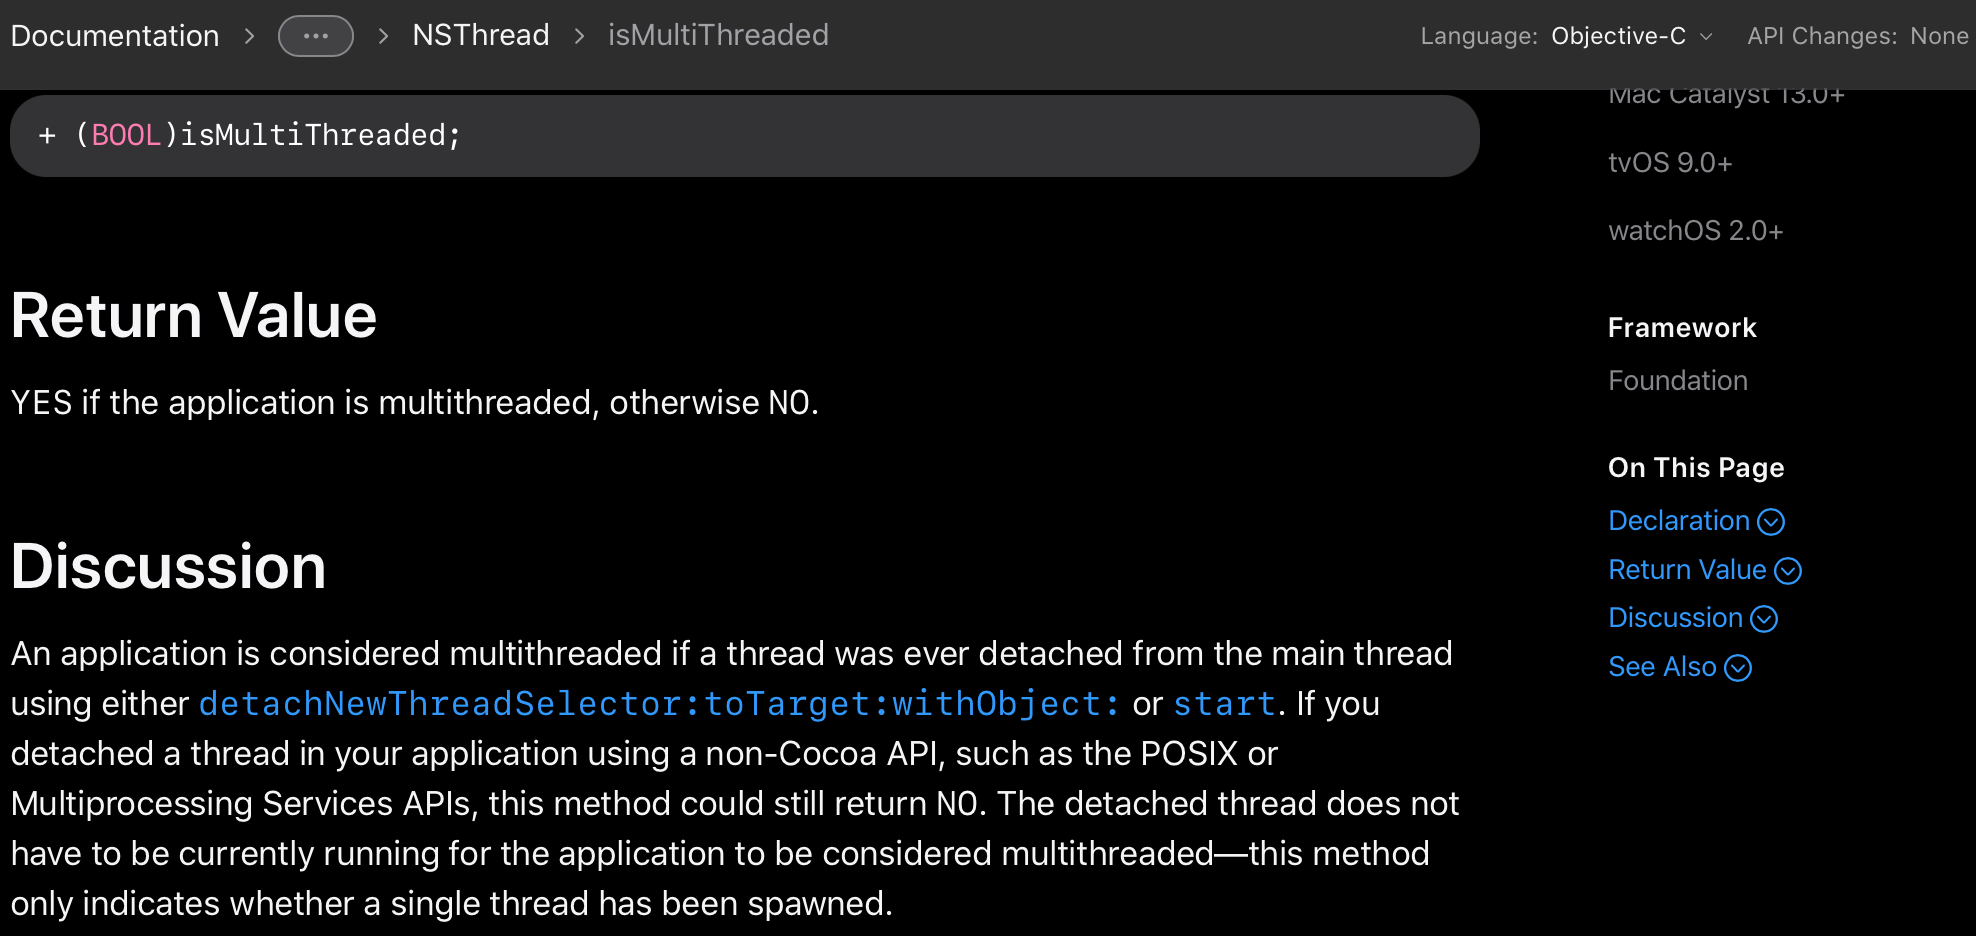 Documentation > ··· > NSThread > isMultiThreaded
Language: Objective-C API Changes: None
+ (BOOL)isMultiThreaded;
Return Value
YES if the application is multithreaded, otherwise NO.
Discussion
An application is considered multithreaded if a thread was ever detached from the main thread
using either detachNewThreadSelector:toTarget:withObject: or start. If you
detached a thread in your application using a non-Cocoa API, such as the POSIX or
Multiprocessing Services APIs, this method could still return NO. The detached thread does not
have to be currently running for the application to be considered multithreaded—this method
only indicates whether a single thread has been spawned.
Mac Catalyst 13.0+
tvOS 9.0+
watchOS 2.0+
Framework
Foundation
On This Page
Declaration
Return Value
Discussion
See Also